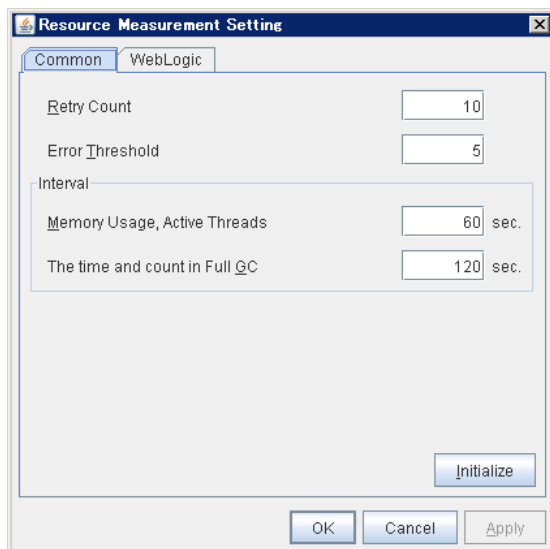 Resource Measurement Setting
Common WebLogic
Retry Count 10
Error Threshold 5
Interval
Memory Usage, Active Threads 60 sec.
The time and count in Full GC 120 sec.
Initialize
OK Cancel Apply